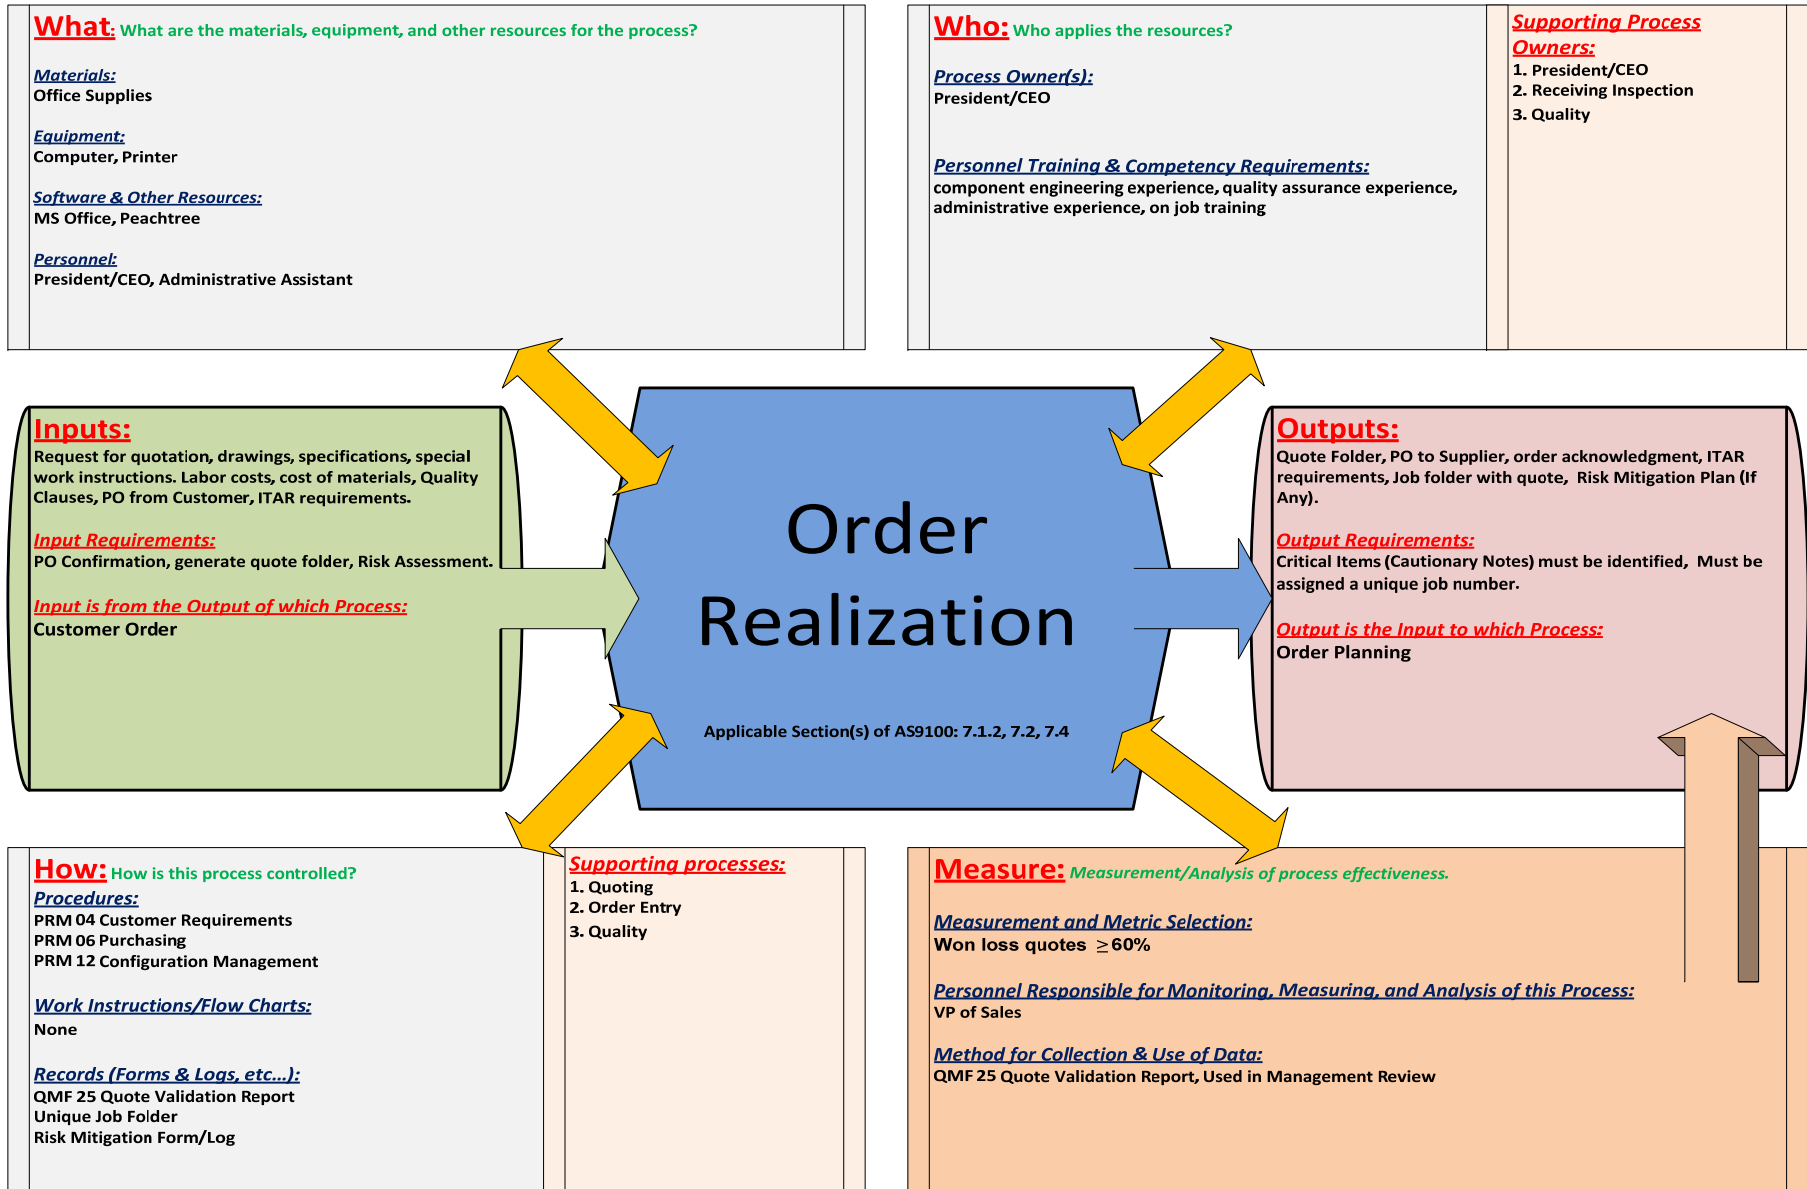 What: What are the materials, equipment, and other resources for the process?
Materials:
Office Supplies
Equipment:
Computer, Printer
Software & Other Resources:
MS Office, Peachtree
Personnel:
President/CEO, Administrative Assistant
Who: Who applies the resources?
Process Owner(s):
President/CEO
Personnel Training & Competency Requirements:
component engineering experience, quality assurance experience,
administrative experience, on job training
Supporting Process
Owners:
1. President/CEO
2. Receiving Inspection
3. Quality
Inputs:
Request for quotation, drawings, specifications, special
work instructions. Labor costs, cost of materials, Quality
Clauses, PO from Customer, ITAR requirements.
Input Requirements:
PO Confirmation, generate quote folder, Risk Assessment.
Input is from the Output of which Process:
Customer Order
Order
Realization
Applicable Section(s) of AS9100: 7.1.2, 7.2, 7.4
Outputs:
Quote Folder, PO to Supplier, order acknowledgment, ITAR
requirements, Job folder with quote, Risk Mitigation Plan (If
Any).
Output Requirements:
Critical Items (Cautionary Notes) must be identified, Must be
assigned a unique job number.
Output is the Input to which Process:
Order Planning
How: How is this process controlled?
Procedures:
PRM 04 Customer Requirements
PRM 06 Purchasing
PRM 12 Configuration Management
Work Instructions/Flow Charts:
None
Records (Forms & Logs, etc...):
QMF 25 Quote Validation Report
Unique Job Folder
Risk Mitigation Form/Log
Supporting processes:
1. Quoting
2. Order Entry
3. Quality
Measure: Measurement/Analysis of process effectiveness.
Measurement and Metric Selection:
Won loss quotes ≥ 60%
Personnel Responsible for Monitoring, Measuring, and Analysis of this Process:
VP of Sales
Method for Collection & Use of Data:
QMF 25 Quote Validation Report, Used in Management Review